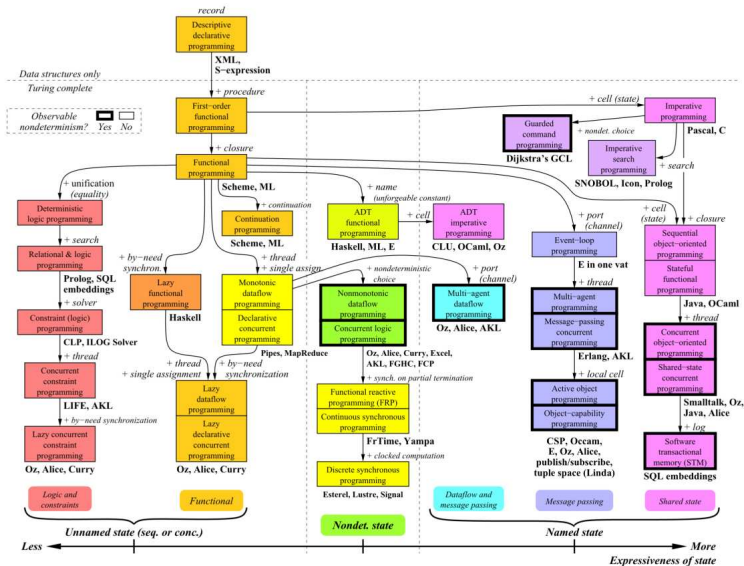 record
Descriptive
declarative
programming
XML,
S−expression
Data structures only
Turing complete
+ procedure
Observable
nondeterminism?
Yes
No
First−order
functional
programming
+ cell (state)
Imperative
programming
Pascal, C
+ nondet. choice
Guarded
command
programming
Dijkstra's GCL
+ search
Imperative
search
programming
SNOBOL, Icon, Prolog
+ closure
Functional
programming
Scheme, ML
+ unification
(equality)
Deterministic
logic programming
+ search
Relational & logic
programming
Prolog, SQL
embeddings
+ solver
Constraint (logic)
programming
CLP, ILOG Solver
+ thread
Concurrent
constraint
programming
LIFE, AKL
+ by−need synchronization
Lazy concurrent
constraint
programming
Oz, Alice, Curry
+ continuation
Continuation
programming
Scheme, ML
+ by−need
synchron.
Lazy
functional
programming
Haskell
+ thread
+ single assign.
Monotonic
dataflow
programming
Declarative
concurrent
programming
Pipes, MapReduce
+ thread
+ single assignment
+ by−need
synchronization
Lazy
dataflow
programming
Lazy
declarative concurrent
programming
Oz, Alice, Curry
+ name
(unforgeable constant)
ADT
functional
programming
Haskell, ML, E
+ cell
ADT
imperative
programming
CLU, OCaml, Oz
+ nondeterministic
choice
Nonmonotonic
dataflow
programming
Concurrent logic
programming
Oz, Alice, Curry, Excel,
AKL, FGHC, FCP
+ synch. on partial termination
Functional reactive
programming (FRP)
Continuous synchronous
programming
FrTime, Yampa
+ clocked computation
Discrete synchronous
programming
Esterel, Lustre, Signal
+ port
(channel)
Multi−agent
dataflow
programming
Oz, Alice, AKL
+ port
(channel)
Event−loop
programming
E in one vat
+ thread
Multi−agent
programming
Message−passing
concurrent
programming
Erlang, AKL
+ local cell
Active object
programming
Object−capability
programming
CSP, Occam,
E, Oz, Alice,
publish/subscribe,
tuple space (Linda)
+ cell
(state)
+ closure
Sequential
object−oriented
programming
Stateful
functional
programming
Java, OCaml
+ thread
Concurrent
object−oriented
programming
Shared−state
concurrent
programming
Smalltalk, Oz,
Java, Alice
+ log
Software
transactional
memory (STM)
SQL embeddings
Logic and
constraints
Functional
Dataflow and
message passing
Message passing
Shared state
Unnamed state (seq. or conc.)
Nondet. state
Named state
Less
More
Expressiveness of state